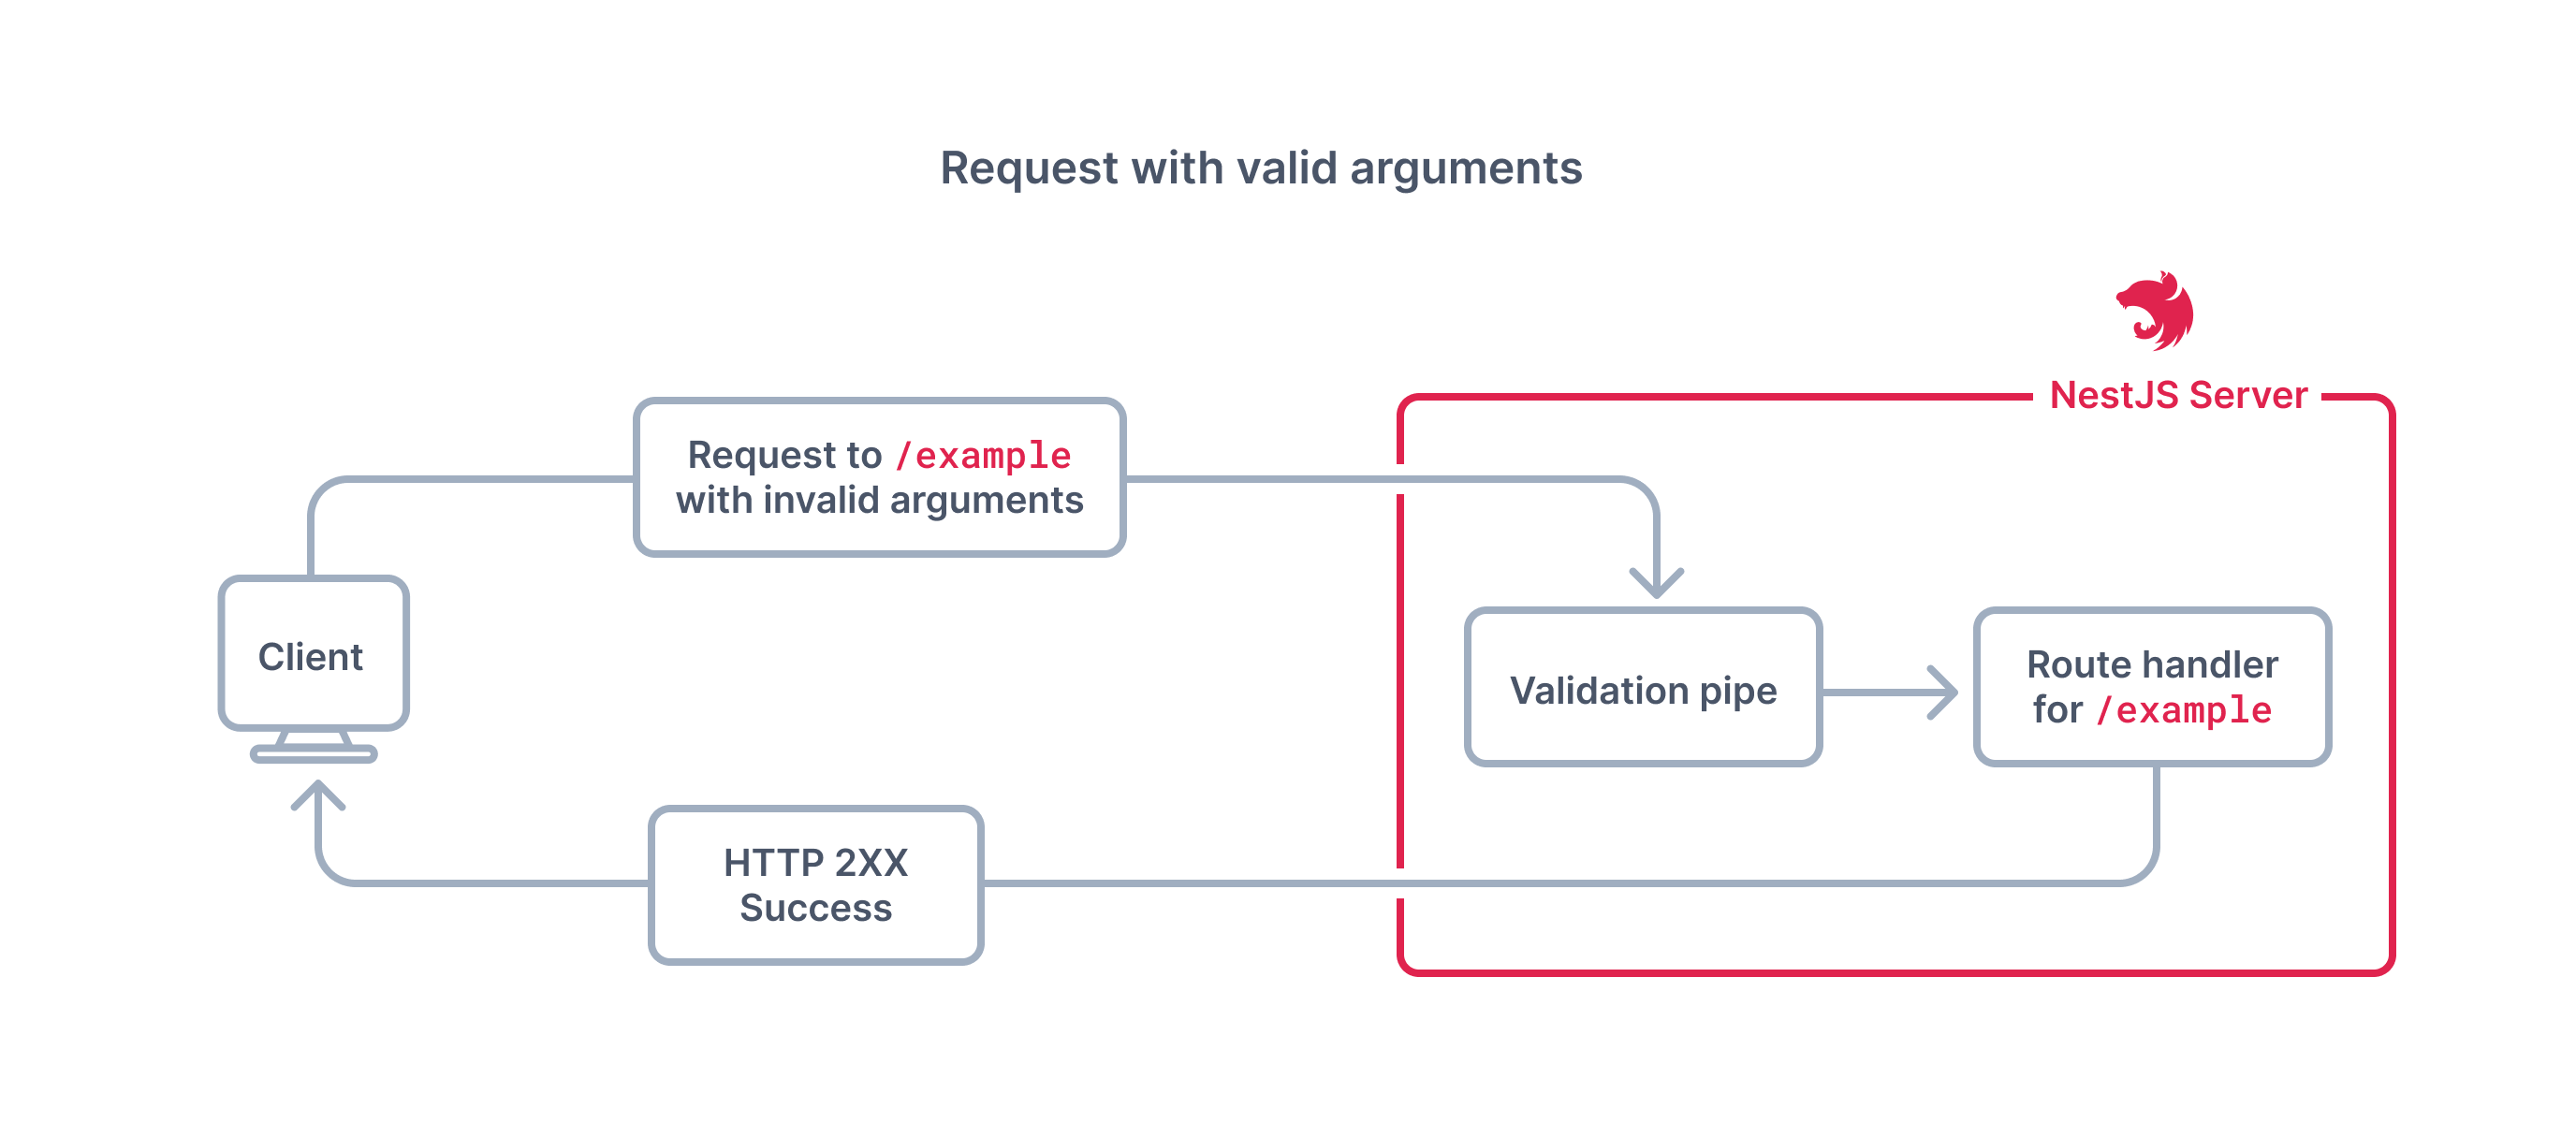 Request with valid arguments
NestJS Server
Request to /example
with invalid arguments
Client
Validation pipe
Route handler
for /example
HTTP 2XX
Success